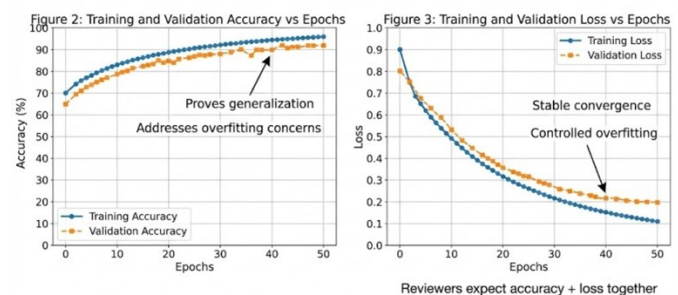 Figure 2: Training and Validation Accuracy vs Epochs
100
90
80
70
60
50
40
30
20
10
0
Accuracy (%)
Proves generalization
Addresses overfitting concerns
Training Accuracy
Validation Accuracy
0 10 20 30 40 50
Epochs
Figure 3: Training and Validation Loss vs Epochs
1.0
0.9
0.8
0.7
0.6
0.5
0.4
0.3
0.2
0.1
0.0
Loss
Training Loss
Validation Loss
Stable convergence
Controlled overfitting
0 10 20 30 40 50
Epochs
Reviewers expect accuracy + loss together